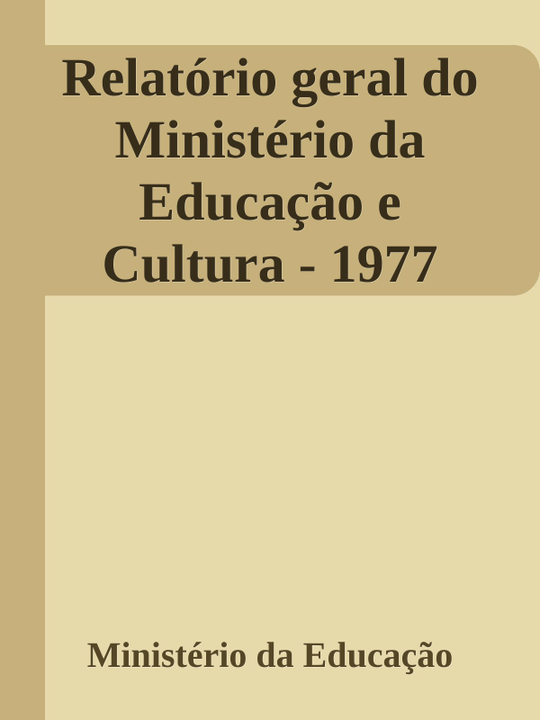 Relatório geral do
Ministério da
Educação e
Cultura - 1977
Ministério da Educação